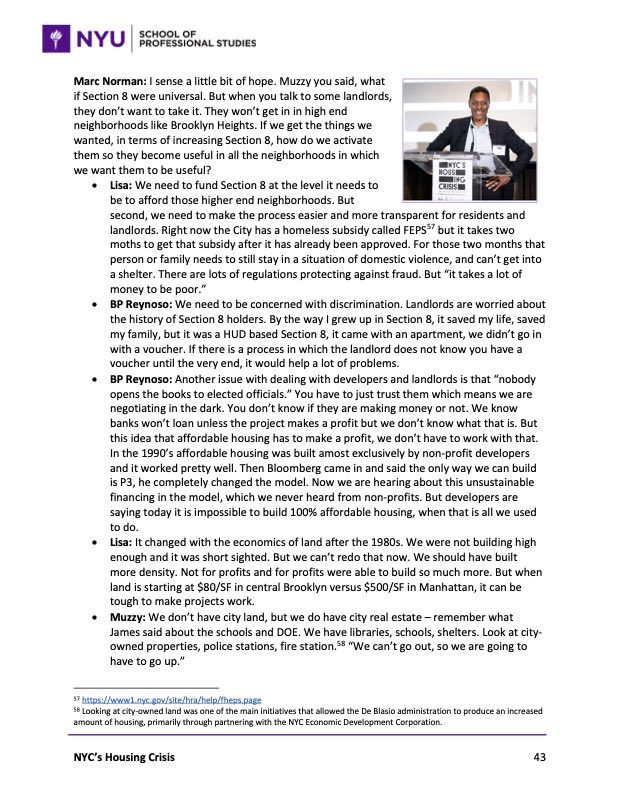 NYU
SCHOOL OF
PROFESSIONAL STUDIES
Marc Norman: I sense a little bit of hope. Muzzy you said, what
if Section 8 were universal. But when you talk to some landlords,
they don’t want to take it. They won’t get in in high end
neighborhoods like Brooklyn Heights. If we get the things we
wanted, in terms of increasing Section 8, how do we activate
them so they become useful in all the neighborhoods in which
we want them to be useful?
NYC'S
HOUS
ING
CRISIS
• Lisa: We need to fund Section 8 at the level it needs to
be to afford those higher end neighborhoods. But
second, we need to make the process easier and more transparent for residents and
landlords. Right now the City has a homeless subsidy called FEPS57 but it takes two
moths to get that subsidy after it has already been approved. For those two months that
person or family needs to still stay in a situation of domestic violence, and can’t get into
a shelter. There are lots of regulations protecting against fraud. But “it takes a lot of
money to be poor.”
• BP Reynoso: We need to be concerned with discrimination. Landlords are worried about
the history of Section 8 holders. By the way I grew up in Section 8, it saved my life, saved
my family, but it was a HUD based Section 8, it came with an apartment, we didn’t go in
with a voucher. If there is a process in which the landlord does not know you have a
voucher until the very end, it would help a lot of problems.
• BP Reynoso: Another issue with dealing with developers and landlords is that “nobody
opens the books to elected officials.” You have to just trust them which means we are
negotiating in the dark. You don’t know if they are making money or not. We know
banks won’t loan unless the project makes a profit but we don’t know what that is. But
this idea that affordable housing has to make a profit, we don’t have to work with that.
In the 1990’s affordable housing was built amost exclusively by non-profit developers
and it worked pretty well. Then Bloomberg came in and said the only way we can build
is P3, he completely changed the model. Now we are hearing about this unsustainable
financing in the model, which we never heard from non-profits. But developers are
saying today it is impossible to build 100% affordable housing, when that is all we used
to do.
• Lisa: It changed with the economics of land after the 1980s. We were not building high
enough and it was short sighted. But we can’t redo that now. We should have built
more density. Not for profits and for profits were able to build so much more. But when
land is starting at $80/SF in central Brooklyn versus $500/SF in Manhattan, it can be
tough to make projects work.
• Muzzy: We don’t have city land, but we do have city real estate – remember what
James said about the schools and DOE. We have libraries, schools, shelters. Look at city-
owned properties, police stations, fire station.58 “We can’t go out, so we are going to
have to go up.”
57 https://www1.nyc.gov/site/hra/help/fheps.page
58 Looking at city-owned land was one of the main initiatives that allowed the De Blasio administration to produce an increased
amount of housing, primarily through partnering with the NYC Economic Development Corporation.
NYC’s Housing Crisis 43